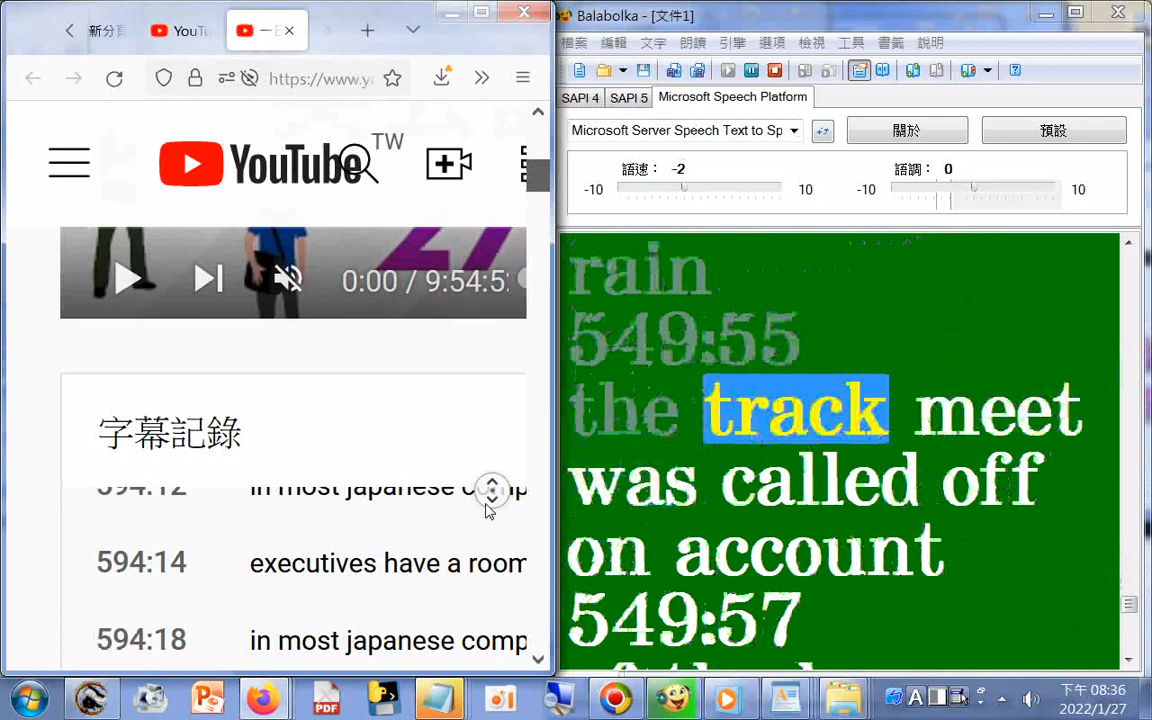 新分頁
YouTu
一 E
https://www.y
YouTube
TW
27
0:00 / 9:54:5
字幕記錄
594:12 in most japanese comp
594:14 executives have a room
594:18 in most japanese comp
Balabolka - [文件1]
檔案 編輯 文字 朗讀 引擎 選項 檢視 工具 書籤 說明
SAPI 4 SAPI 5 Microsoft Speech Platform
Microsoft Server Speech Text to Sp
關於
預設
語速: -2
語調: 0
-10 10 -10 10
rain
549:55
the track meet
was called off
on account
549:57
PDF
A
下午 08:36
2022/1/27